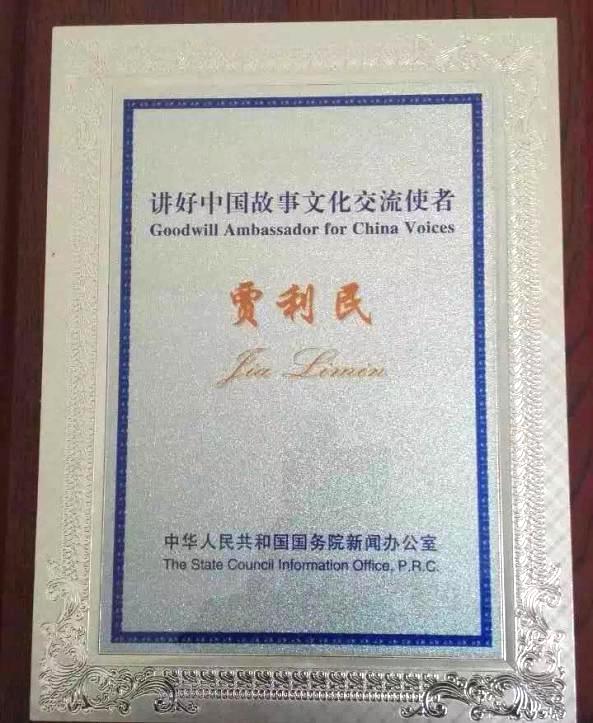 讲好中国故事文化交流使者
Goodwill Ambassador for China Voices
贾利民
Jia Limin
中华人民共和国国务院新闻办公室
The State Council Information Office, P.R.C.